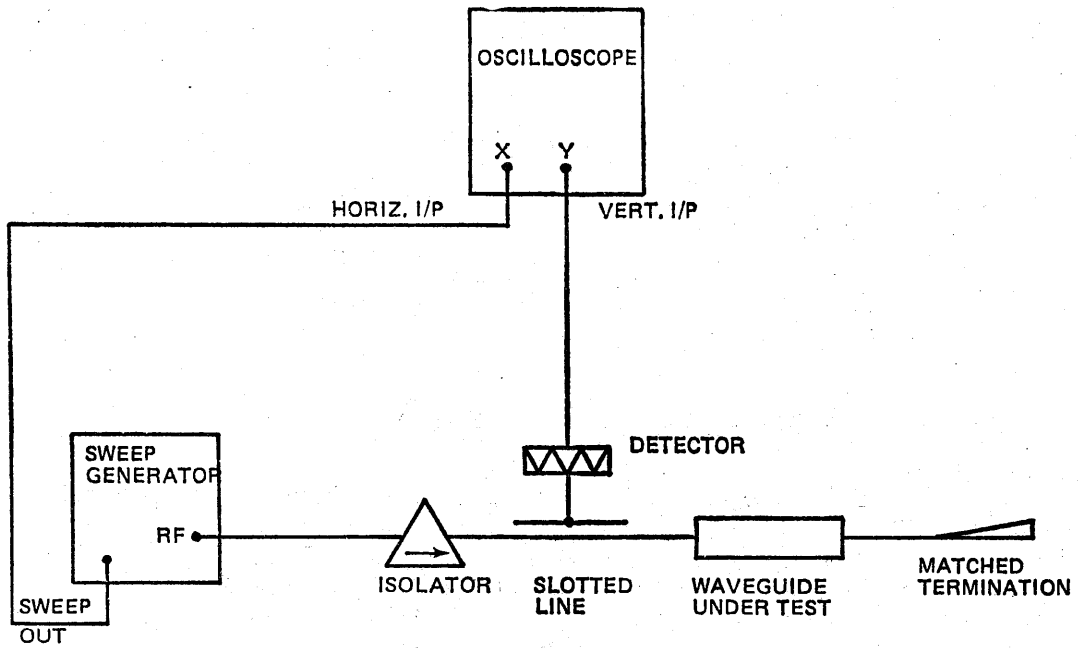 OSCILLOSCOPE
X Y
HORIZ. I/P
VERT. I/P
DETECTOR
SWEEP
GENERATOR
RF
ISOLATOR
SLOTTED
LINE
WAVEGUIDE
UNDER TEST
MATCHED
TERMINATION
SWEEP
OUT